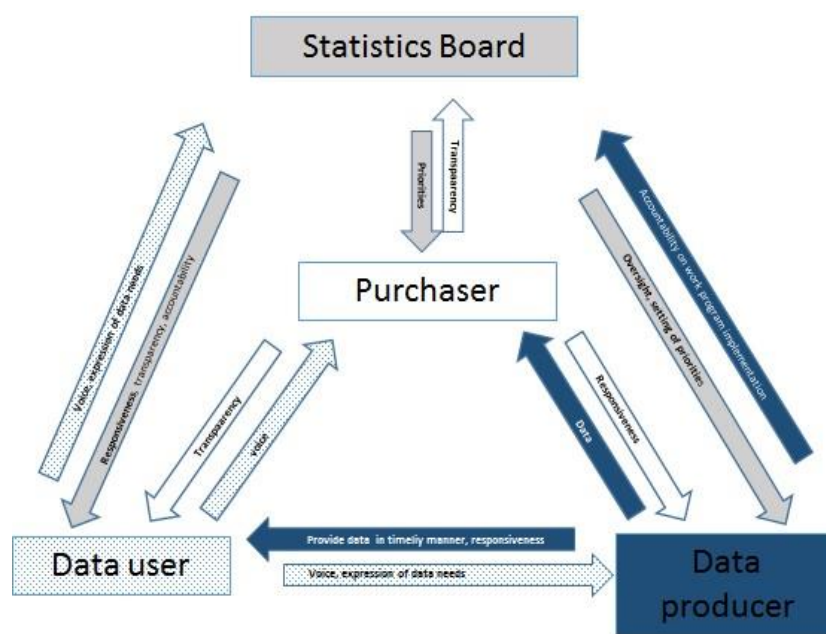 Statistics Board
Priorities
Transpaarency
Voice, expression of data needs
Responsiveness, transparency, accountability
Accountability on work program implementation
Oversight, setting of priorities
Purchaser
Transpaarency
voice
Data
Responsiveness
Provide data in timeliy manner, responsiveness
Voice, expression of data needs
Data user
Data
producer